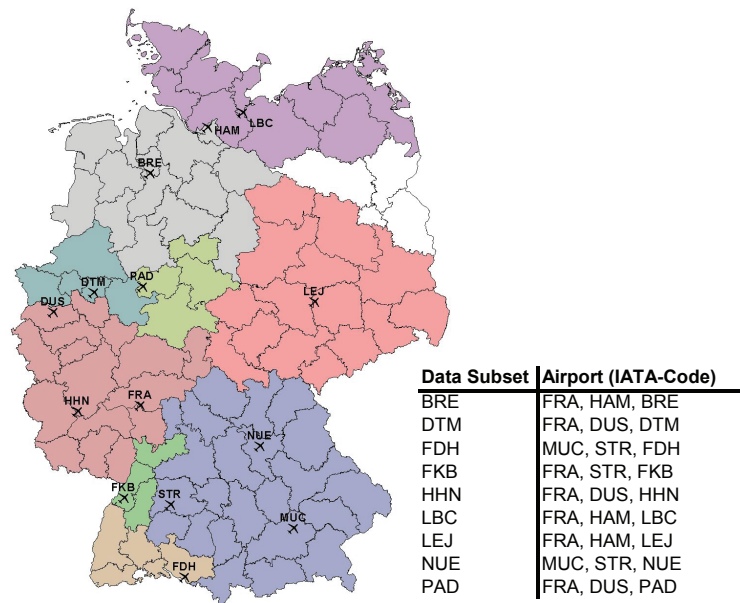 LBC
HAM
BRE
PAD
DTM
LEJ
DUS
FRA
HHN
NUE
FKB
STR
MUC
FDH
Data Subset Airport (IATA-Code)
BRE FRA, HAM, BRE
DTM FRA, DUS, DTM
FDH MUC, STR, FDH
FKB FRA, STR, FKB
HHN FRA, DUS, HHN
LBC FRA, HAM, LBC
LEJ FRA, HAM, LEJ
NUE MUC, STR, NUE
PAD FRA, DUS, PAD